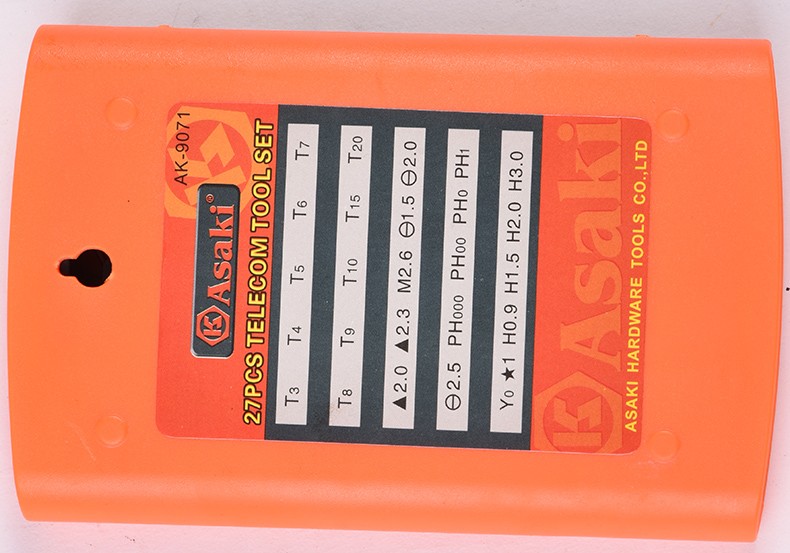 AK-9071
Asaki®
27PCS TELECOM TOOL SET
T3 T4 T5 T6 T7
T8 T9 T10 T15 T20
▲2.0 ▲2.3 M2.6 ⊖1.5 ⊖2.0
⊖2.5 PH000 PH00 PH0 PH1
Y0 ★1 H0.9 H1.5 H2.0 H3.0
Asaki
ASAKI HARDWARE TOOLS CO.,LTD